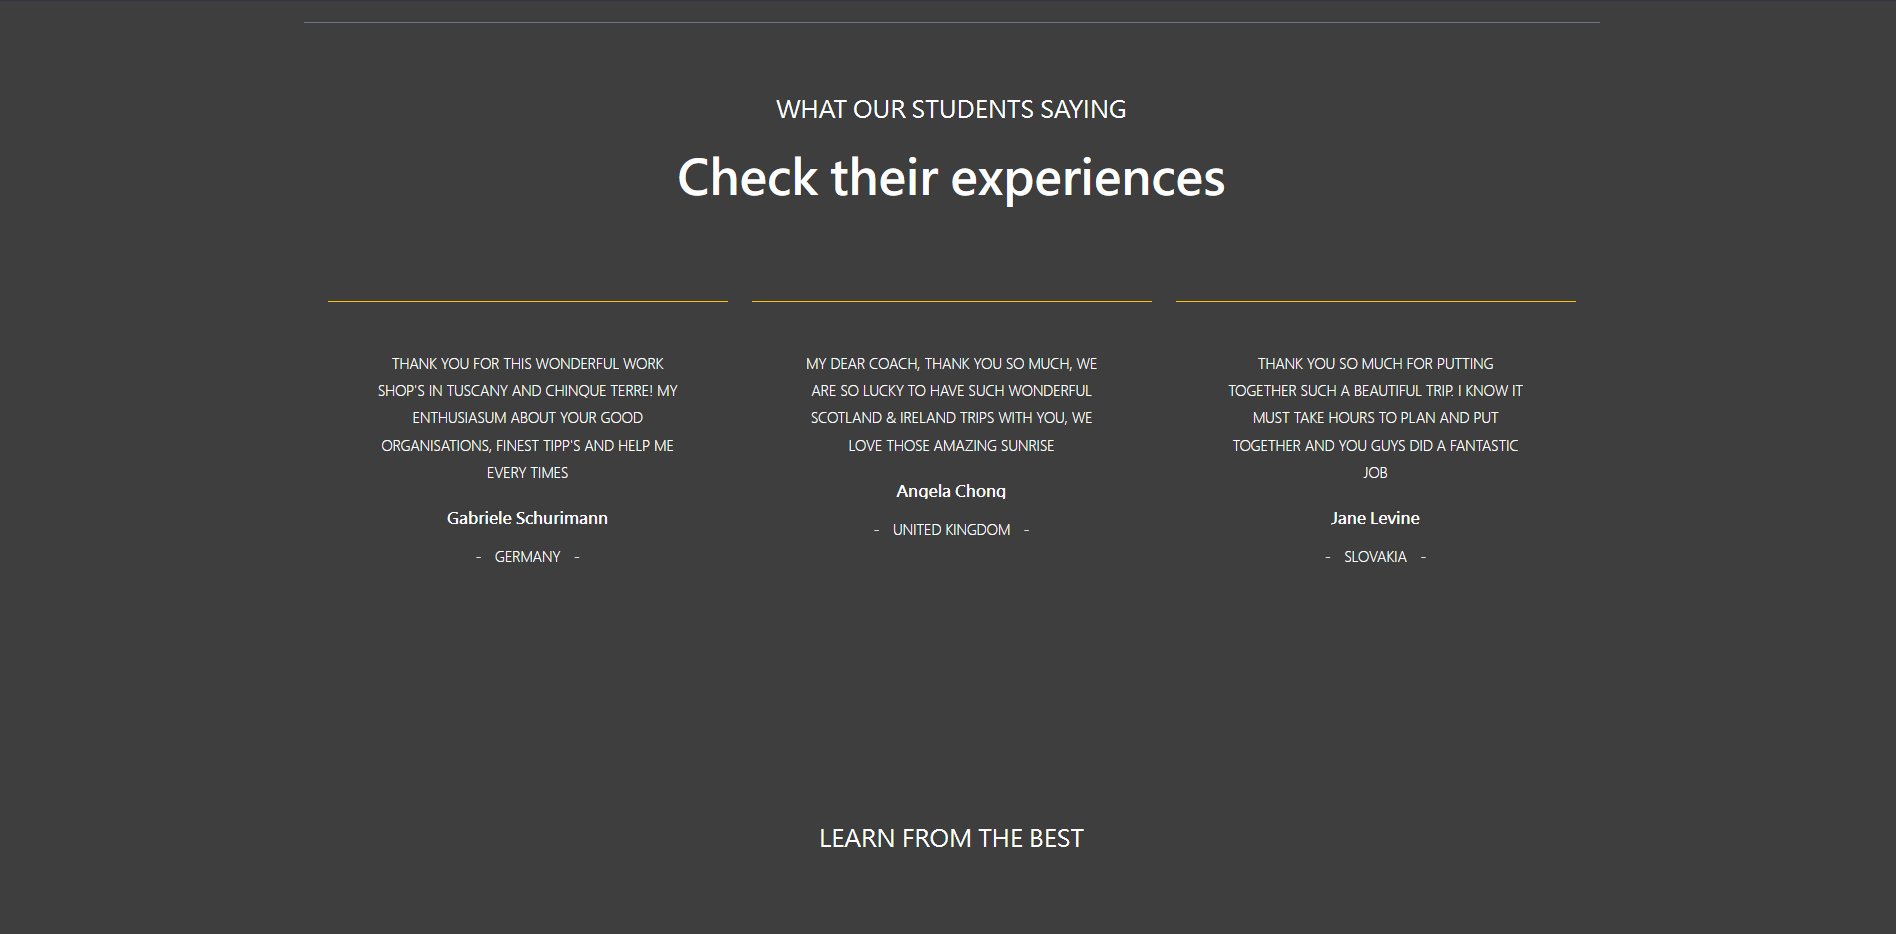 WHAT OUR STUDENTS SAYING
Check their experiences
THANK YOU FOR THIS WONDERFUL WORK
SHOP'S IN TUSCANY AND CHINQUE TERRE! MY
ENTHUSIASUM ABOUT YOUR GOOD
ORGANISATIONS, FINEST TIPP'S AND HELP ME
EVERY TIMES
Gabriele Schurimann
- GERMANY -
MY DEAR COACH, THANK YOU SO MUCH, WE
ARE SO LUCKY TO HAVE SUCH WONDERFUL
SCOTLAND & IRELAND TRIPS WITH YOU, WE
LOVE THOSE AMAZING SUNRISE
Angela Chong
- UNITED KINGDOM -
THANK YOU SO MUCH FOR PUTTING
TOGETHER SUCH A BEAUTIFUL TRIP. I KNOW IT
MUST TAKE HOURS TO PLAN AND PUT
TOGETHER AND YOU GUYS DID A FANTASTIC
JOB
Jane Levine
- SLOVAKIA -
LEARN FROM THE BEST